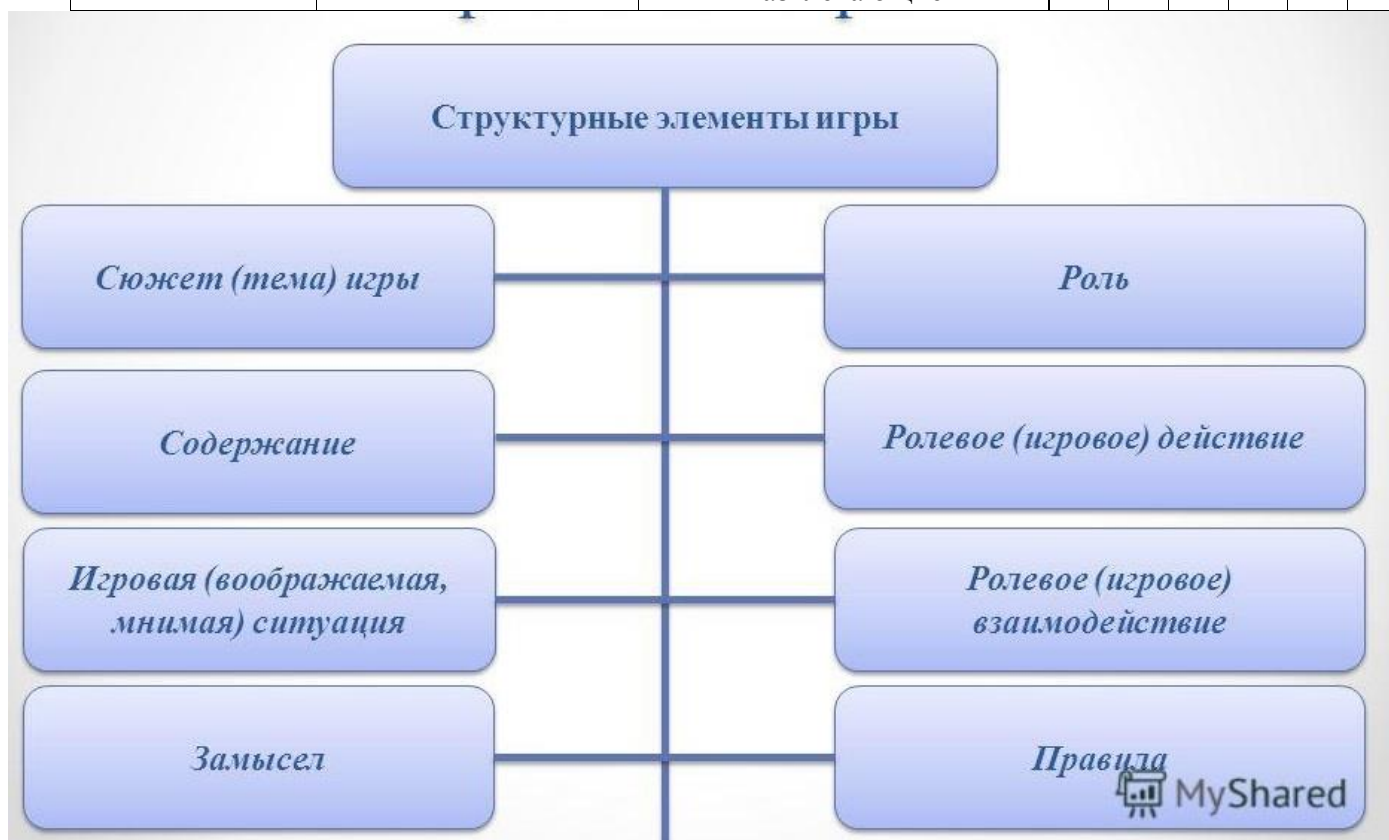 Структурные элементы игры
Сюжет (тема) игры
Роль
Содержание
Ролевое (игровое) действие
Игровая (воображаемая,
мнимая) ситуация
Ролевое (игровое)
взаимодействие
Замысел
Правила
MyShared